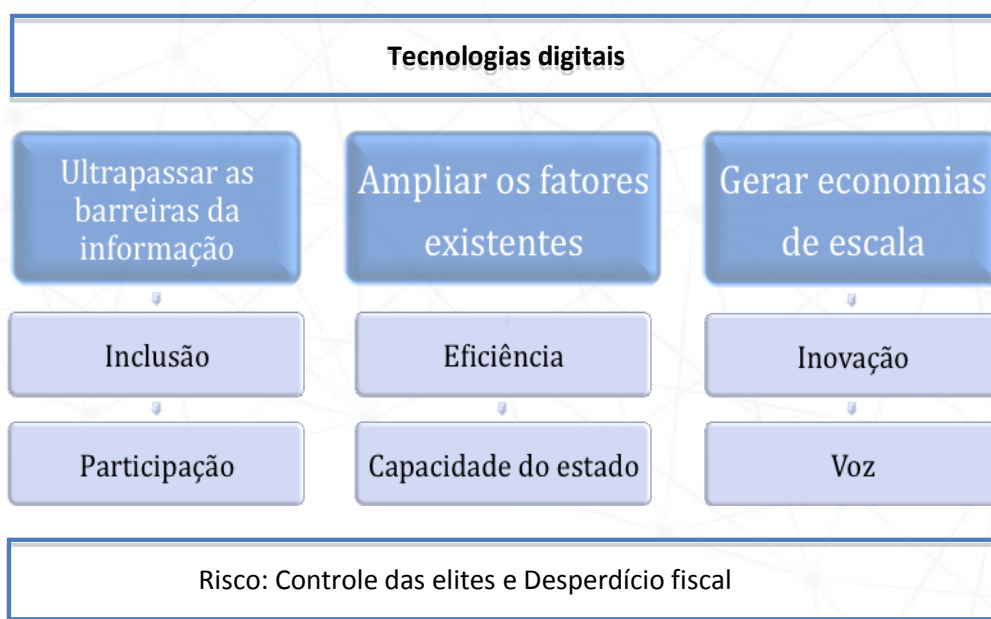 Tecnologias digitais
Ultrapassar as
barreiras da
informação
Ampliar os fatores
existentes
Gerar economias
de escala
Inclusão
Eficiência
Inovação
Participação
Capacidade do estado
Voz
Risco: Controle das elites e Desperdício fiscal